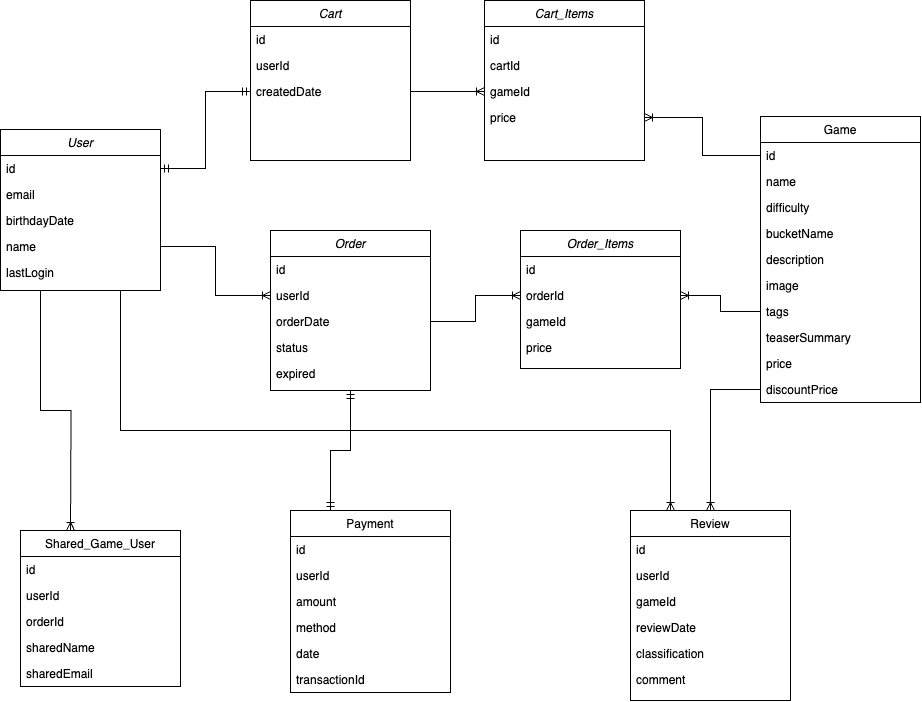 Cart
id
userId
createdDate
Cart_Items
id
cartId
gameId
price
Game
id
name
difficulty
bucketName
description
image
tags
teaserSummary
price
discountPrice
User
id
email
birthdayDate
name
lastLogin
Order
id
userId
orderDate
status
expired
Order_Items
id
orderId
gameId
price
Shared_Game_User
id
userId
orderId
sharedName
sharedEmail
Payment
id
userId
amount
method
date
transactionId
Review
id
userId
gameId
reviewDate
classification
comment